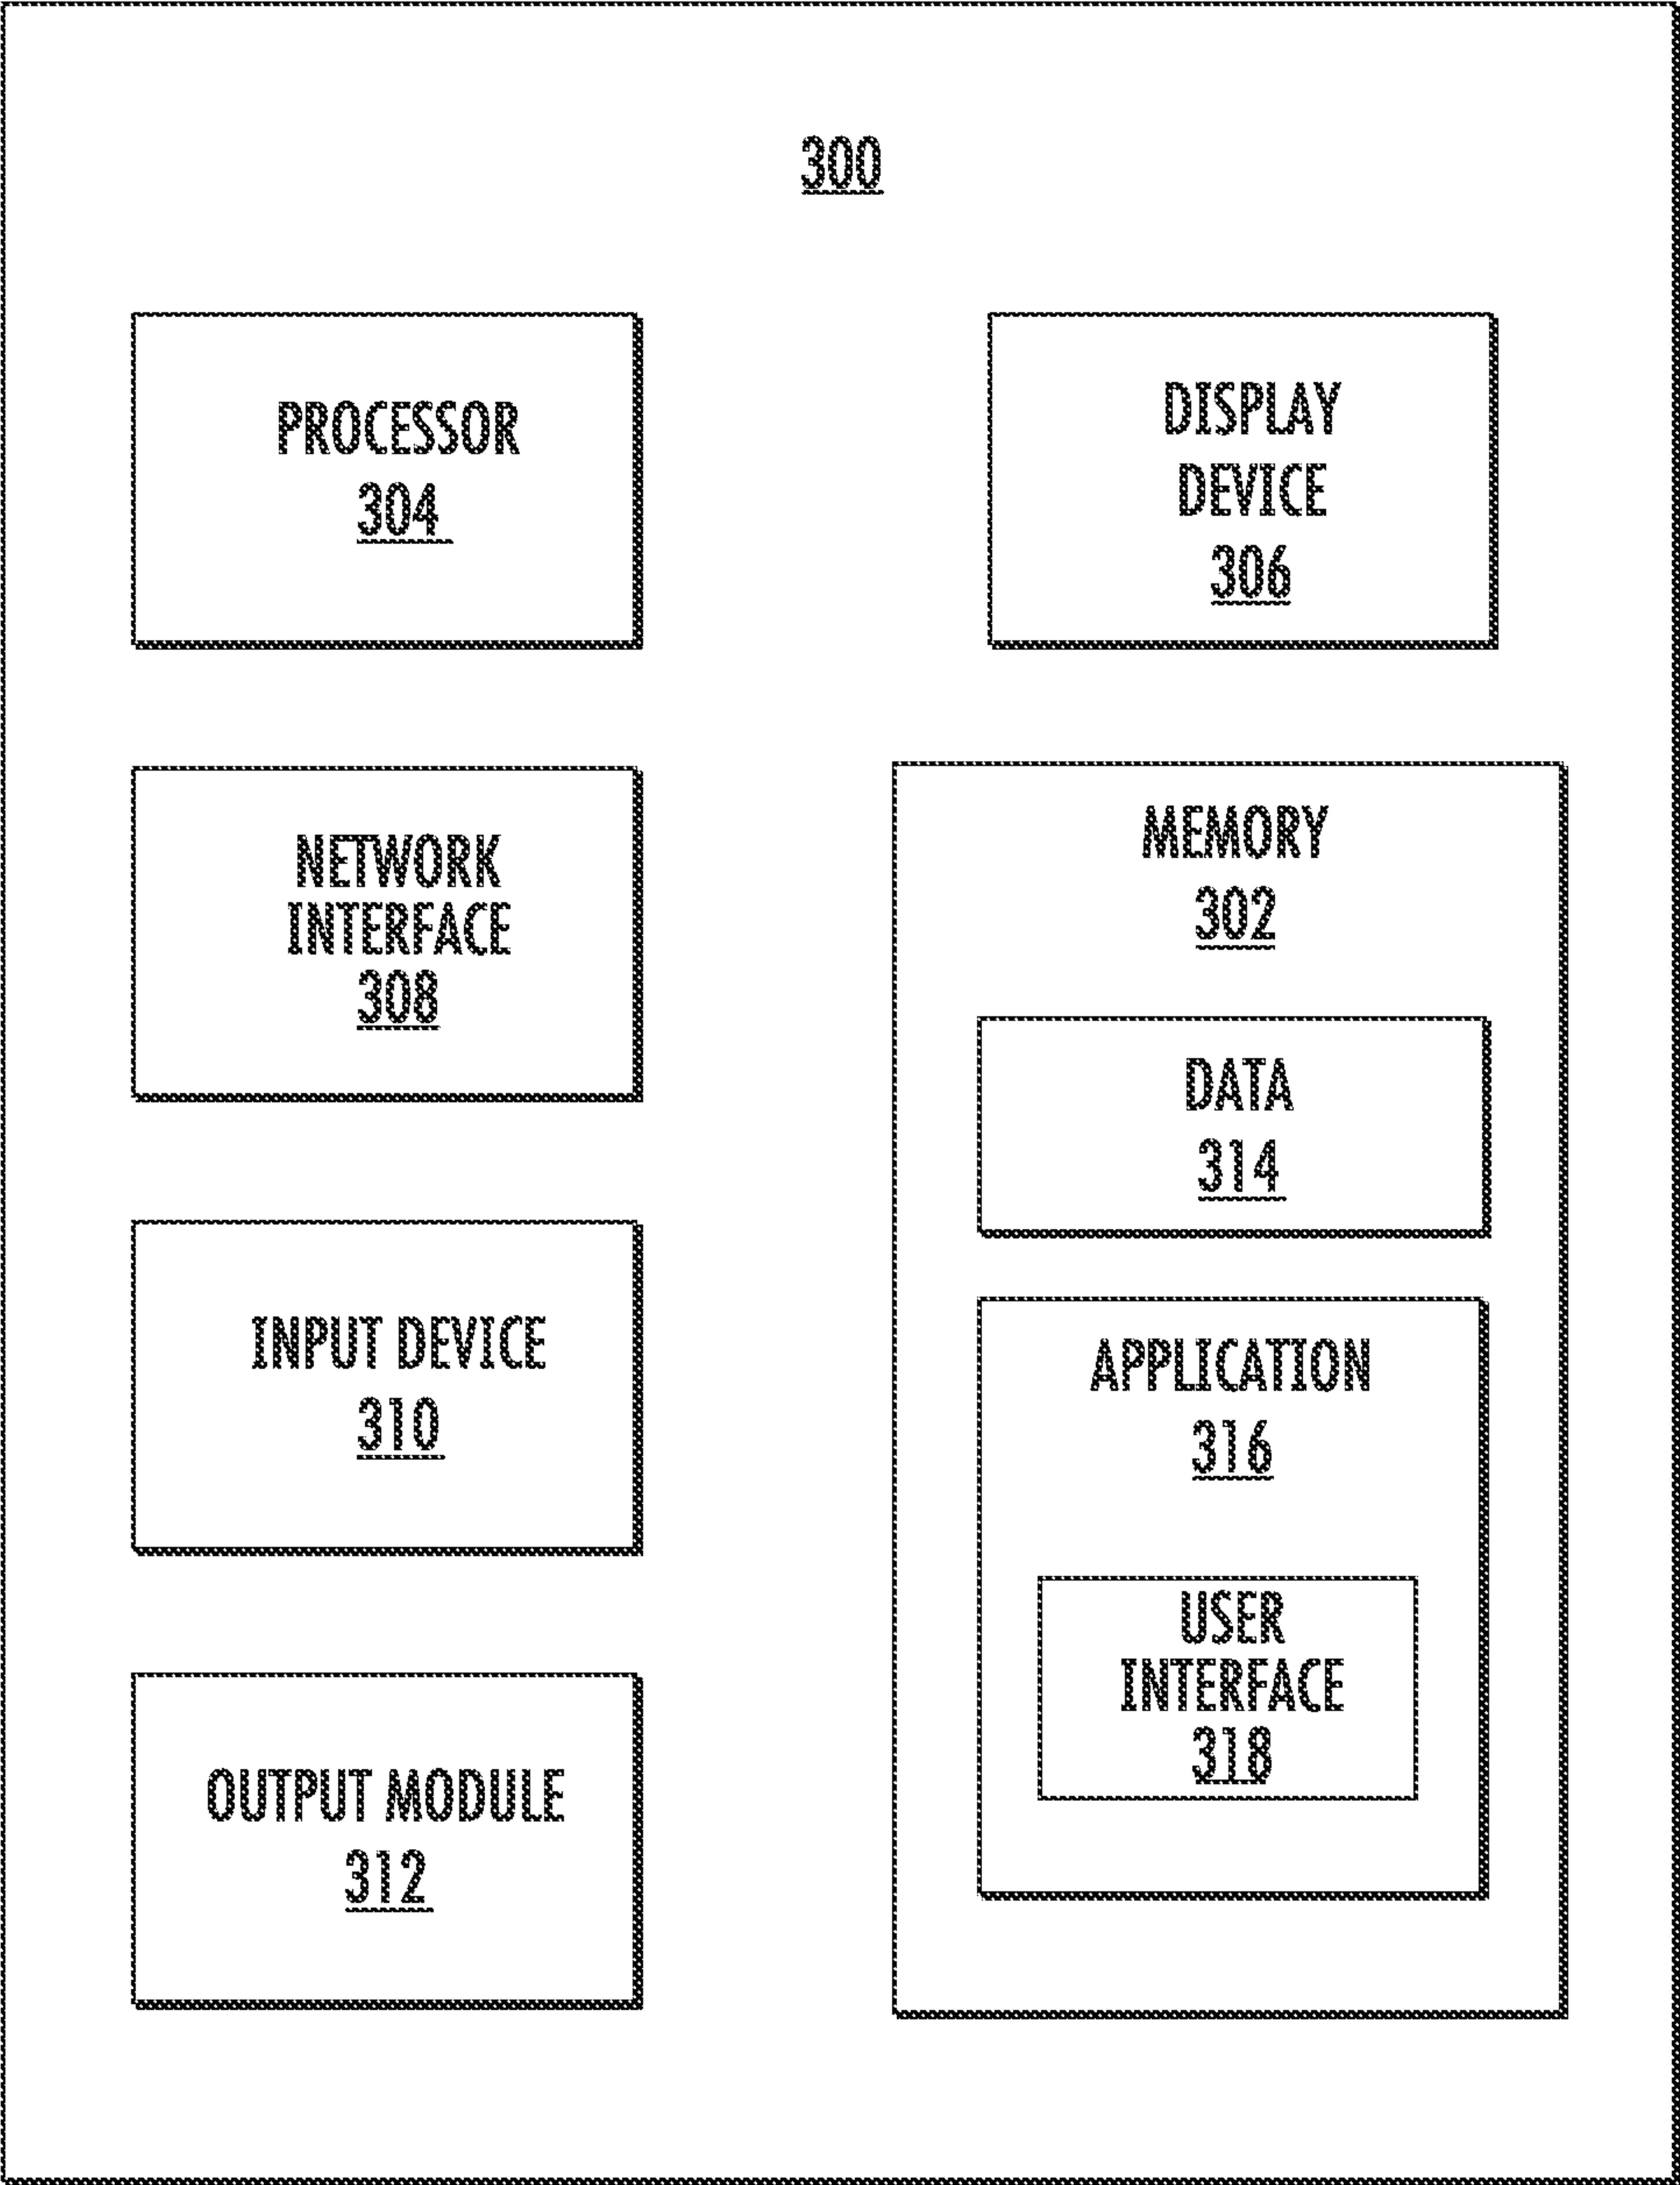 300
PROCESSOR
304
DISPLAY
DEVICE
306
NETWORK
INTERFACE
308
MEMORY
302
DATA
314
INPUT DEVICE
310
APPLICATION
316
USER
INTERFACE
318
OUTPUT MODULE
312